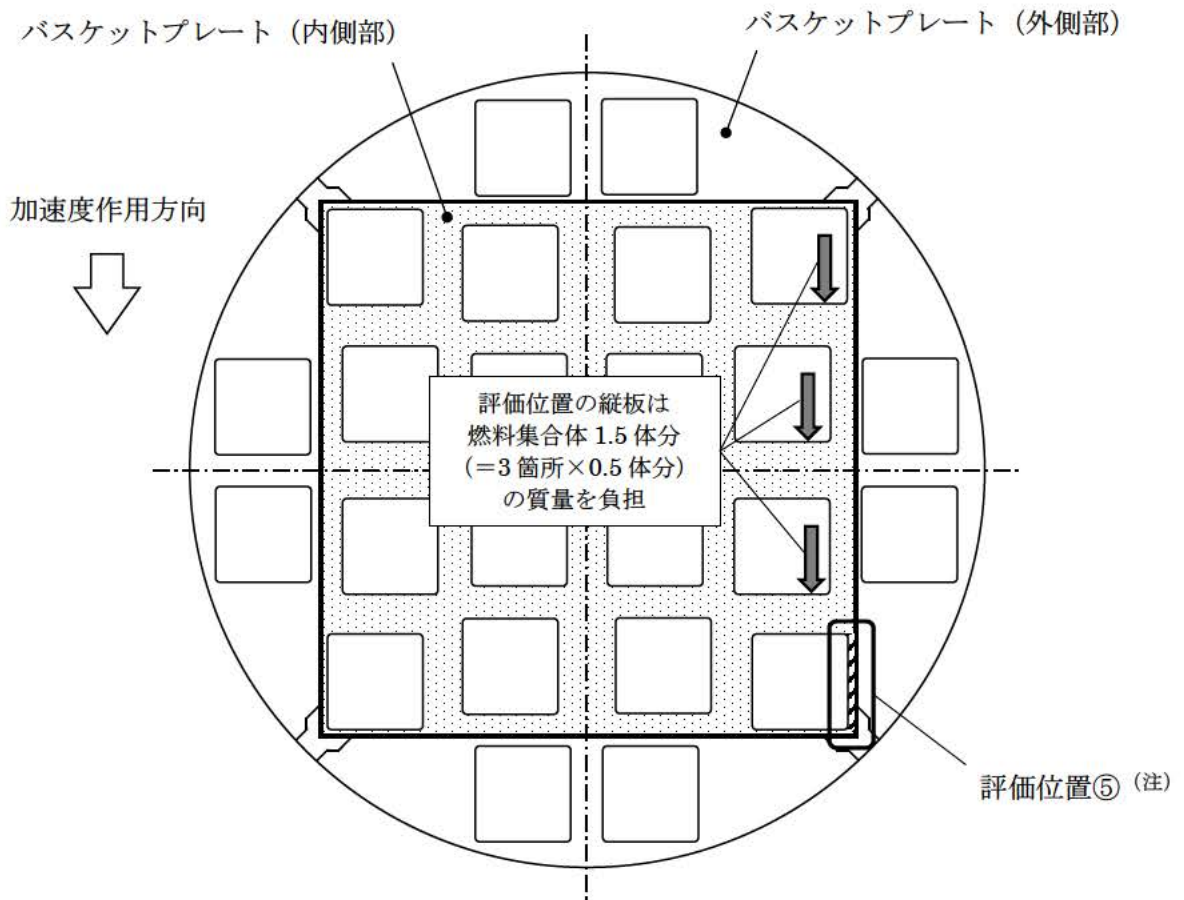 バスケットプレート（内側部）
バスケットプレート（外側部）
加速度作用方向
評価位置の縦板は
燃料集合体 1.5 体分
（＝3 箇所×0.5 体分）
の質量を負担
評価位置⑤（注）